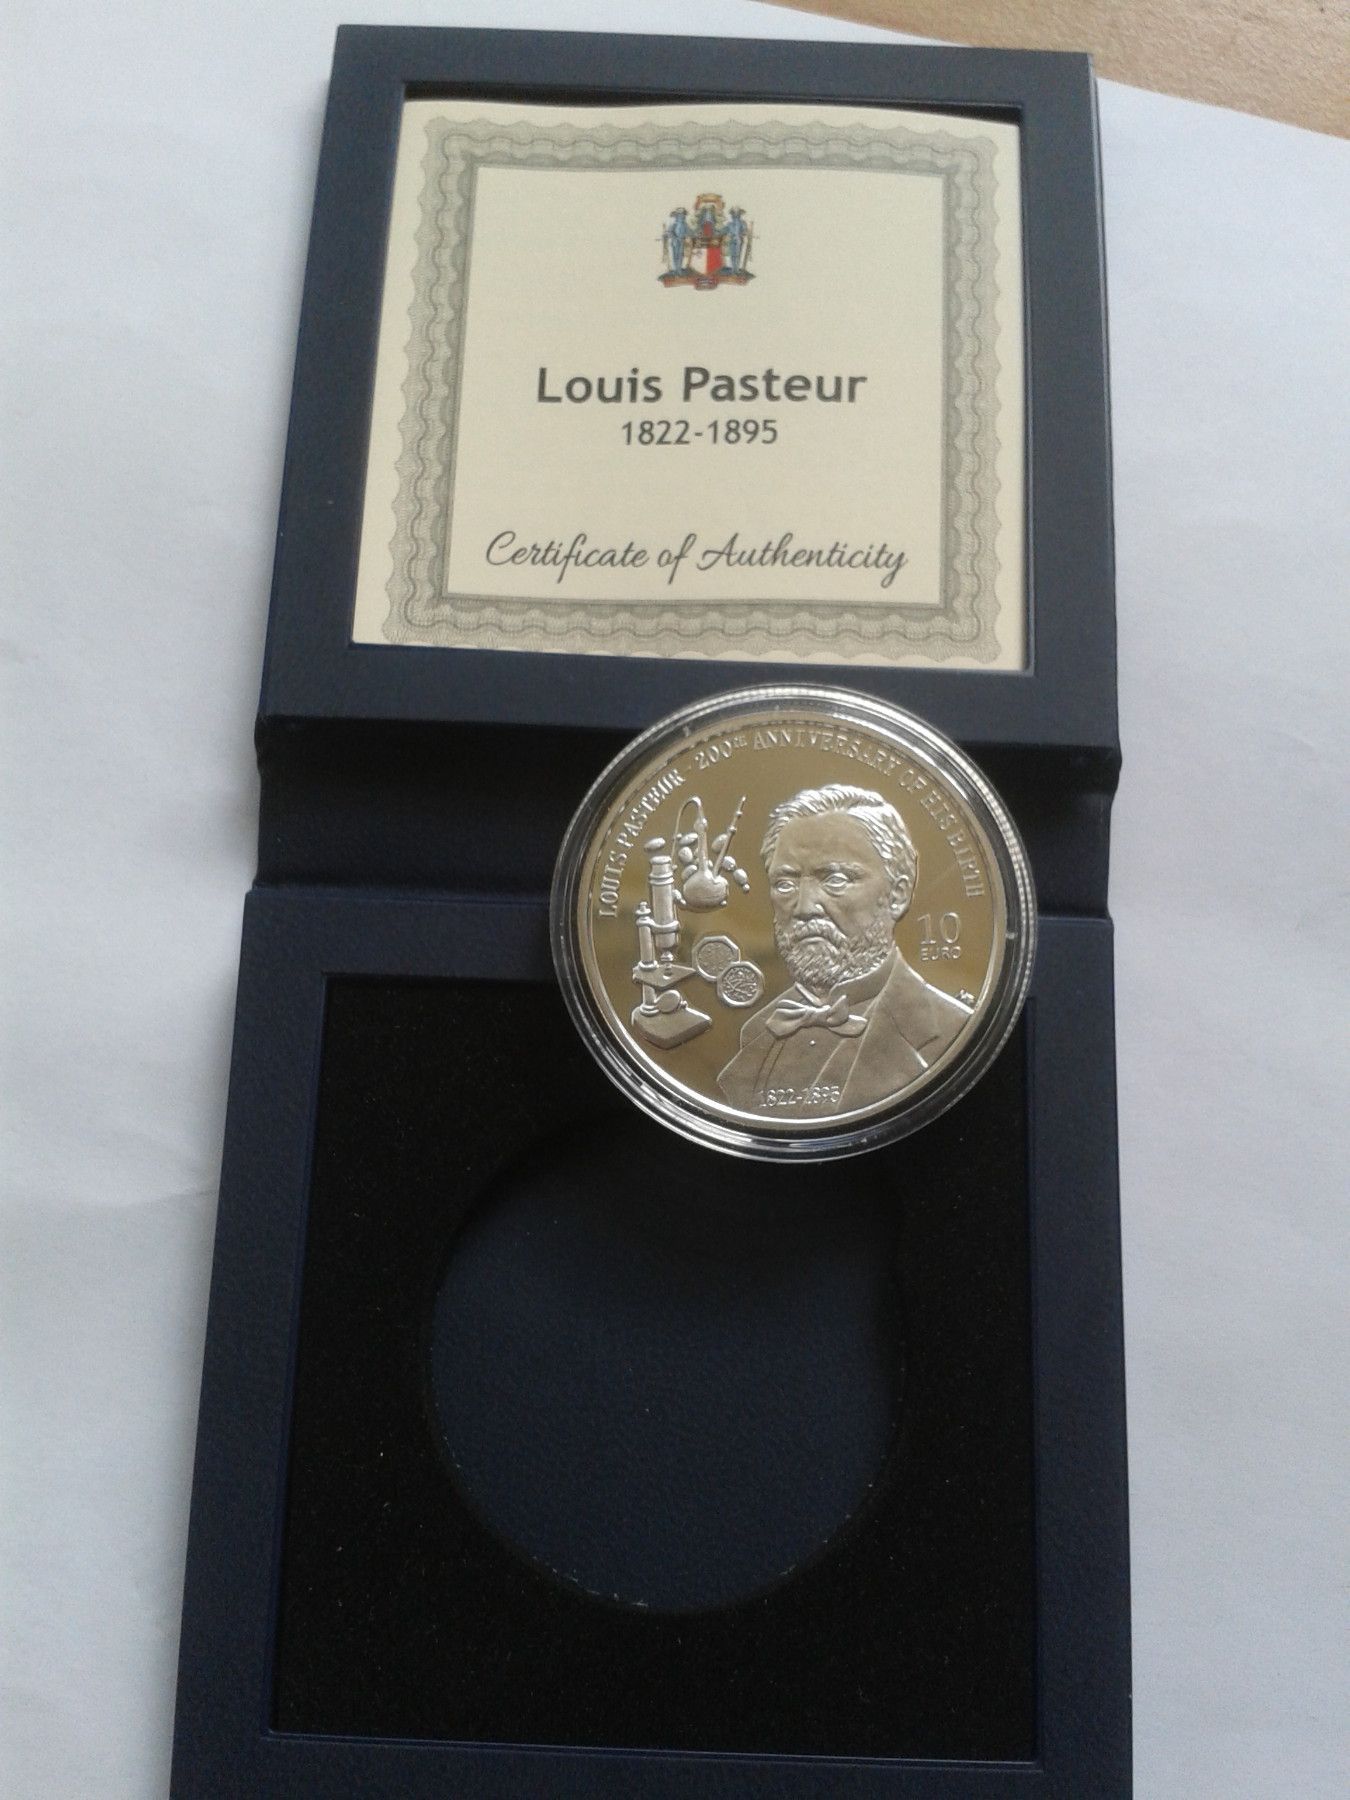 Louis Pasteur
1822-1895
Certificate of Authenticity
LOUIS PASTEUR - 200TH ANNIVERSARY OF HIS BIRTH
10
EURO
1822-1895